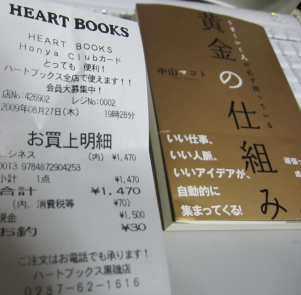 HEART BOOKS
HEART BOOKS
Honya Clubカード
とっても 便利!
ハートブックス全店で使えます!!
会員大募集中!
店No:426902 レジNo:0002
2009年08月27日(木) 19時28分
お買上明細
ビジネス (内) ¥1,470
0013 9784872904253
小計 1点 ¥1,470
合計 ¥1,470
(内、消費税等 ¥70)
現金 ¥1,500
お釣 ¥30
ご注文はお電話でも承ります!
ハートブックス黒磯店
0287-62-1616
黄金の仕組み
中山マコト
いい仕事、
いい人脈、
いいアイデアが、
自動的に
集まってくる!